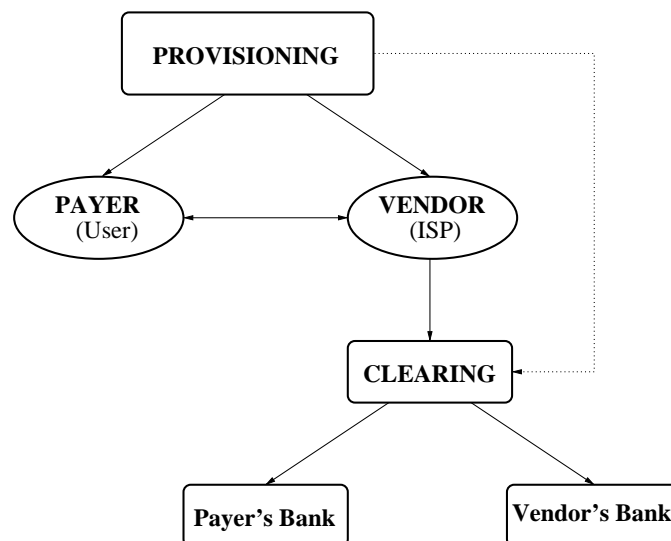 PROVISIONING
PAYER
(User)
VENDOR
(ISP)
CLEARING
Payer's Bank
Vendor's Bank